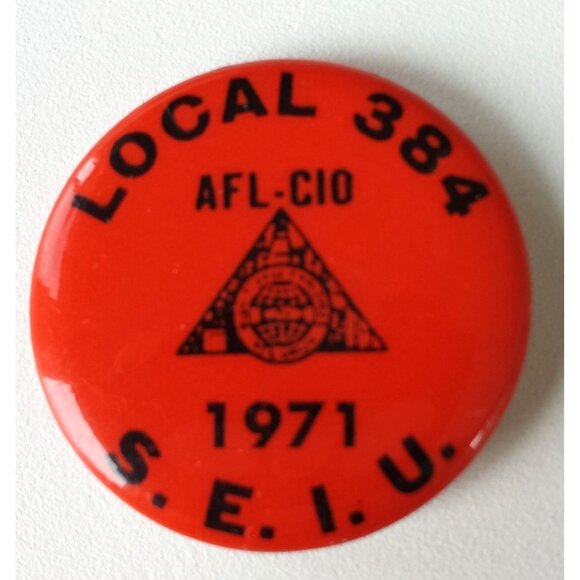 LOCAL 384
AFL-CIO
1971
S.E.I.U.